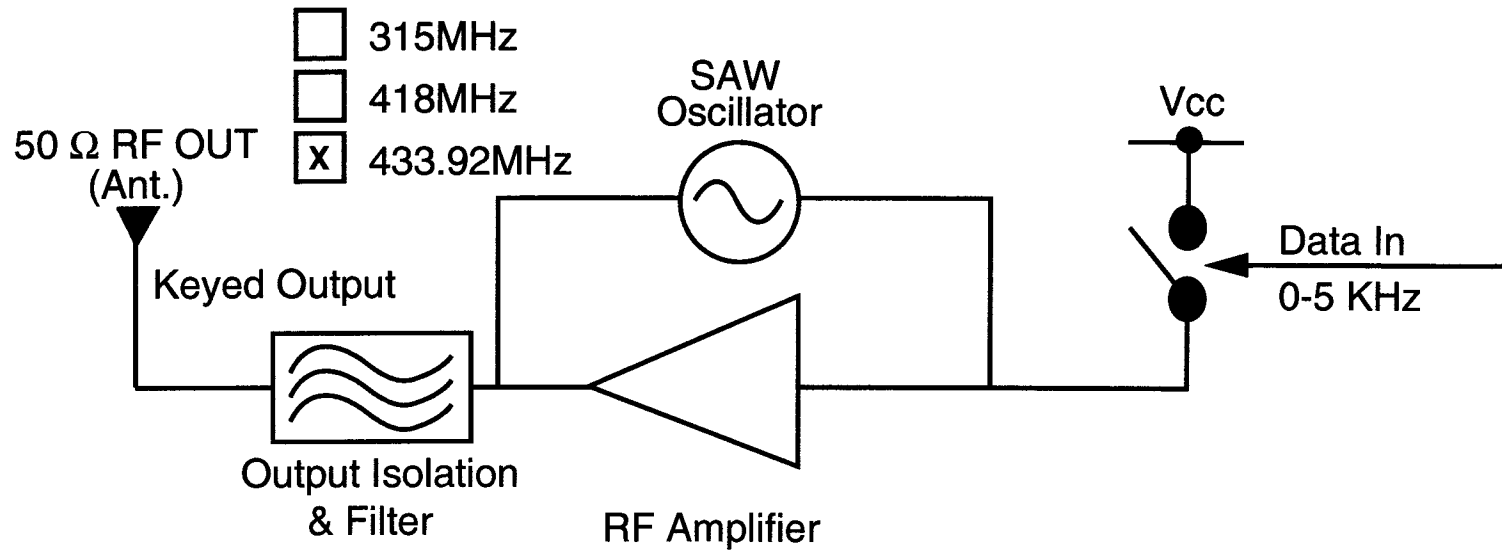 315MHz
418MHz
X 433.92MHz
50 Ω RF OUT
(Ant.)
SAW
Oscillator
Vcc
Keyed Output
Data In
0-5 KHz
Output Isolation
& Filter
RF Amplifier